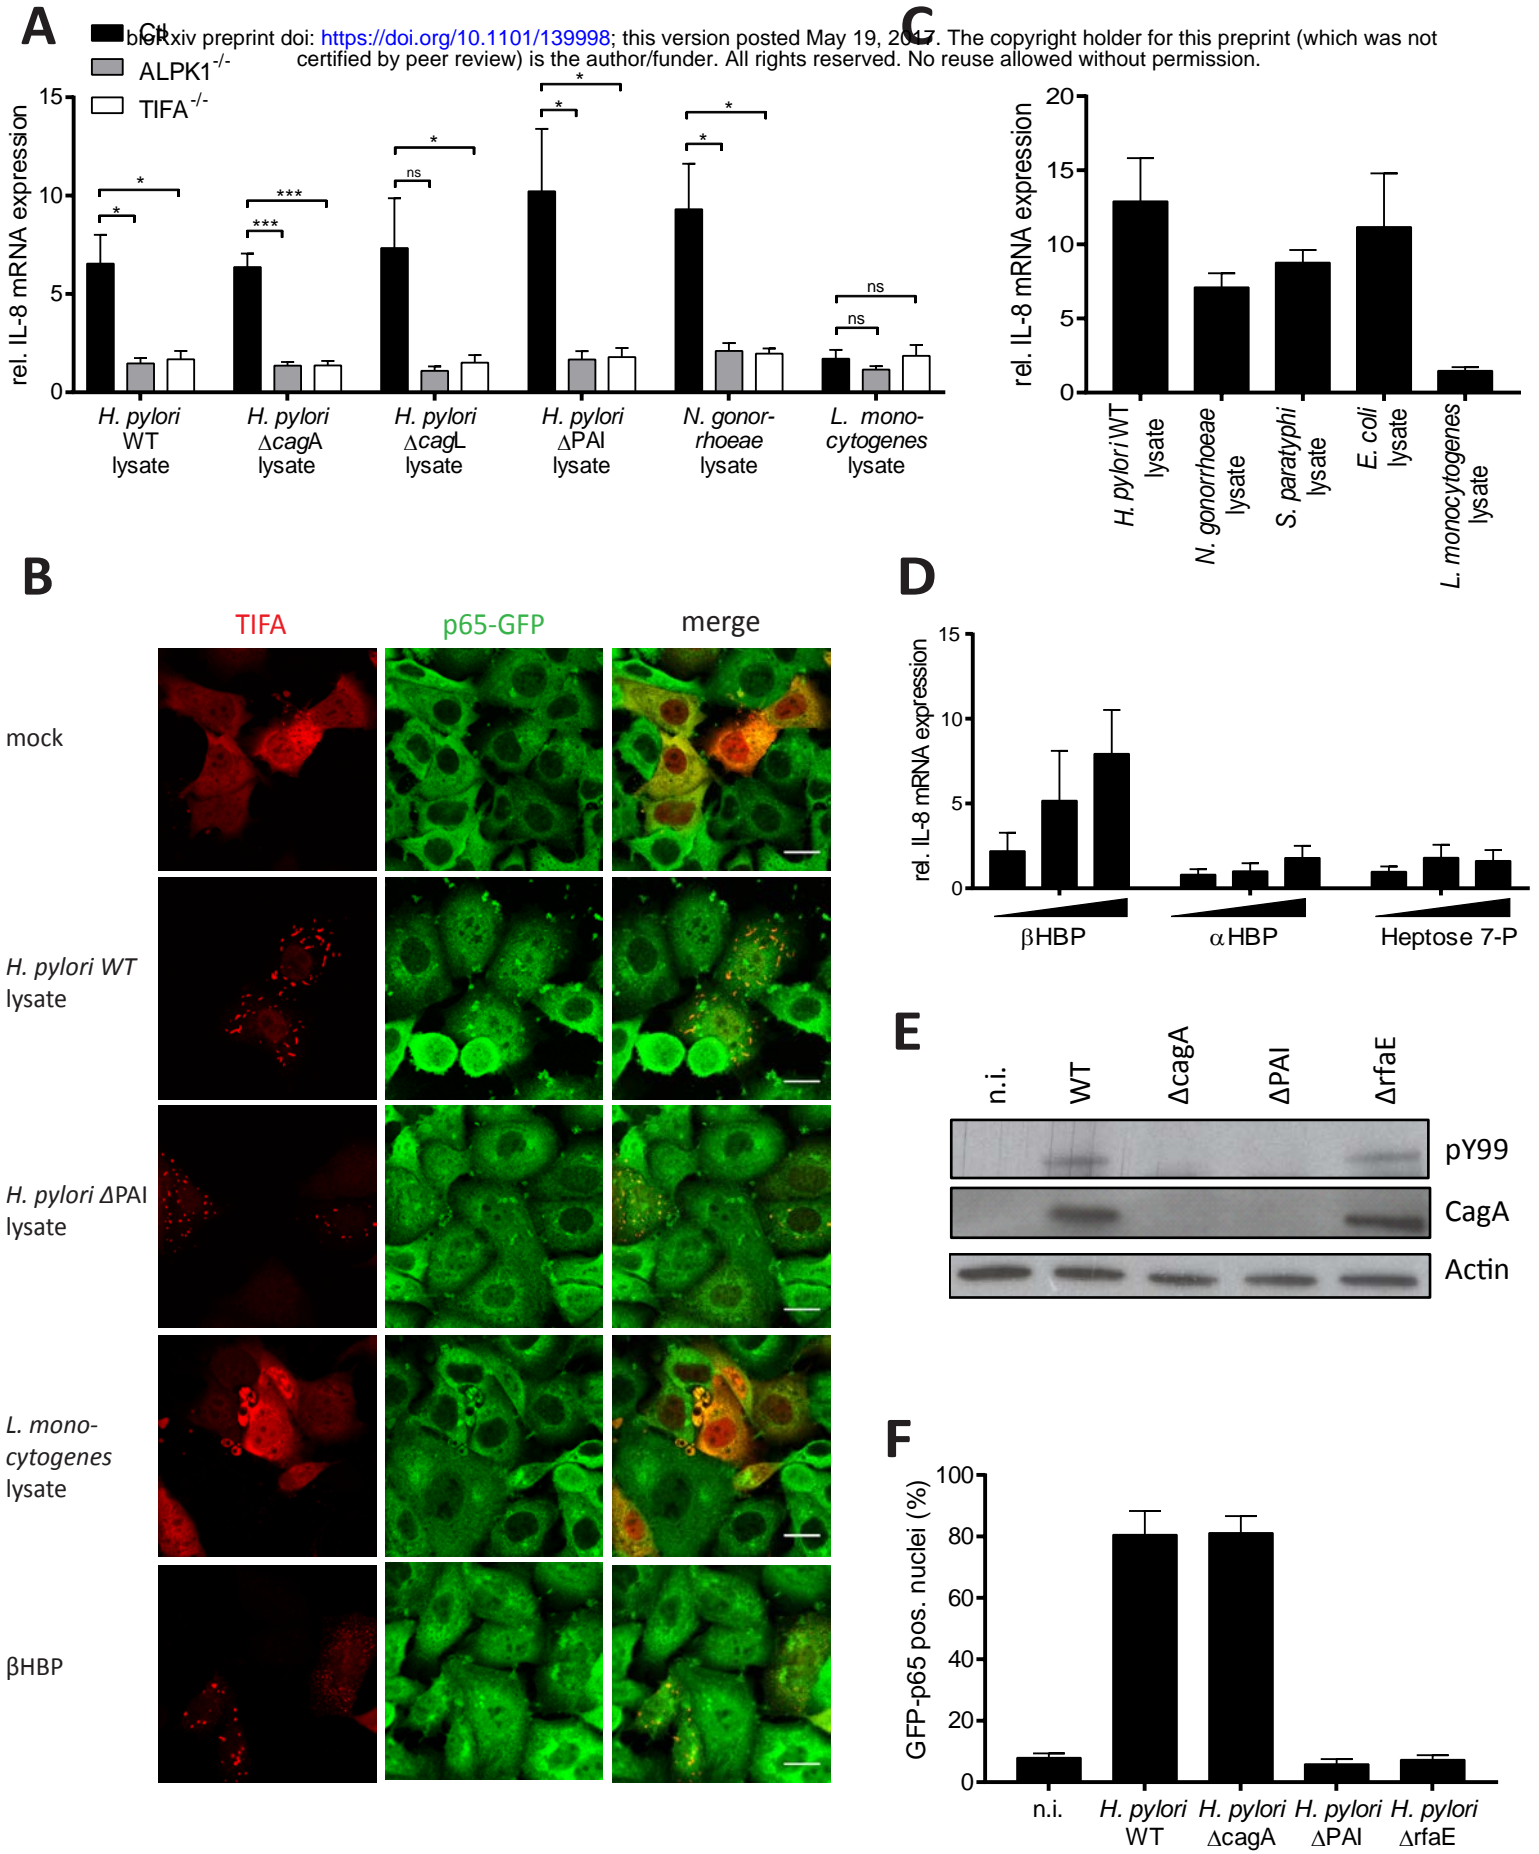 A
C
Ctl
bioRxiv preprint doi: https://doi.org/10.1101/139998; this version posted May 19, 2017. The copyright holder for this preprint (which was not
certified by peer review) is the author/funder. All rights reserved. No reuse allowed without permission.
ALPK1-/-
TIFA-/-
rel. IL-8 mRNA expression
15
10
5
0
*
*
***
***
*
ns
*
*
*
*
ns
ns
H. pylori
WT
lysate
H. pylori
ΔcagA
lysate
H. pylori
ΔcagL
lysate
H. pylori
ΔPAI
lysate
N. gonor-
rhoeae
lysate
L. mono-
cytogenes
lysate
rel. IL-8 mRNA expression
20
15
10
5
0
H. pylori WT
lysate
N. gonorrhoeae
lysate
S. paratyphi
lysate
E. coli
lysate
L. monocytogenes
lysate
B
TIFA
p65-GFP
merge
mock
H. pylori WT
lysate
H. pylori ΔPAI
lysate
L. mono-
cytogenes
lysate
βHBP
D
rel. IL-8 mRNA expression
15
10
5
0
βHBP
αHBP
Heptose 7-P
E
n.i.
WT
ΔcagA
ΔPAI
ΔrfaE
pY99
CagA
Actin
F
GFP-p65 pos. nuclei (%)
100
80
60
40
20
0
n.i.
H. pylori
WT
H. pylori
ΔcagA
H. pylori
ΔPAI
H. pylori
ΔrfaE